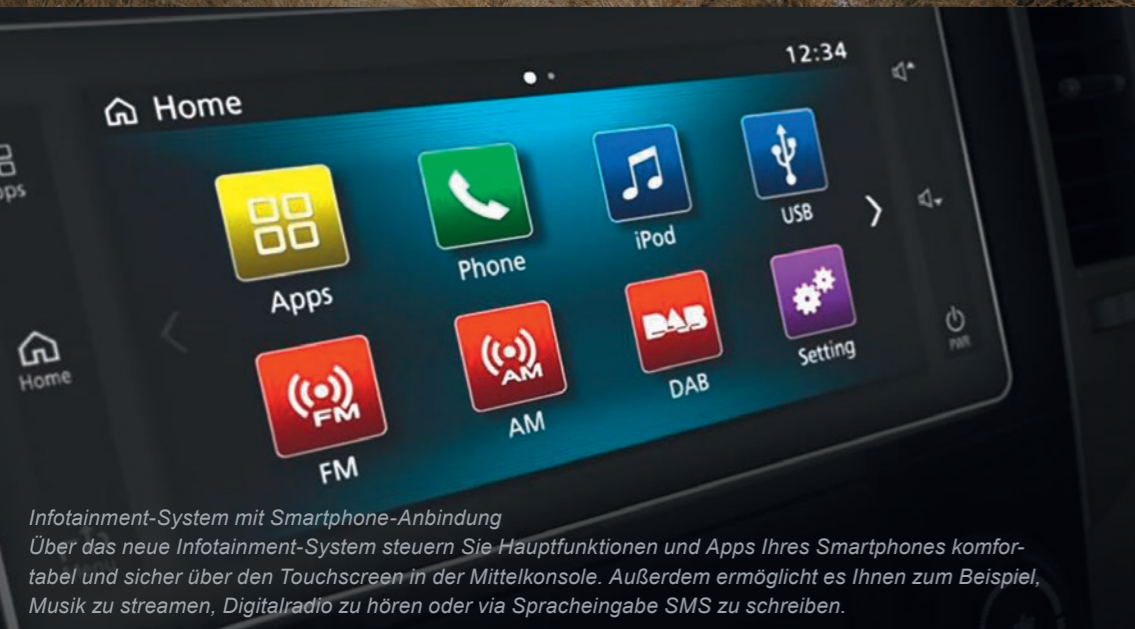 Home
12:34
Apps
Phone
iPod
USB
FM
FM
AM
AM
DAB
DAB
Setting
Home
PWR
Infotainment-System mit Smartphone-Anbindung
Über das neue Infotainment-System steuern Sie Hauptfunktionen und Apps Ihres Smartphones komfor-
tabel und sicher über den Touchscreen in der Mittelkonsole. Außerdem ermöglicht es Ihnen zum Beispiel,
Musik zu streamen, Digitalradio zu hören oder via Spracheingabe SMS zu schreiben.